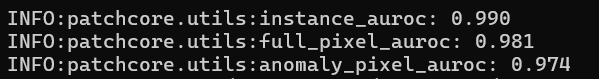 INFO:patchcore.utils:instance_auroc: 0.990
INFO:patchcore.utils:full_pixel_auroc: 0.981
INFO:patchcore.utils:anomaly_pixel_auroc: 0.974